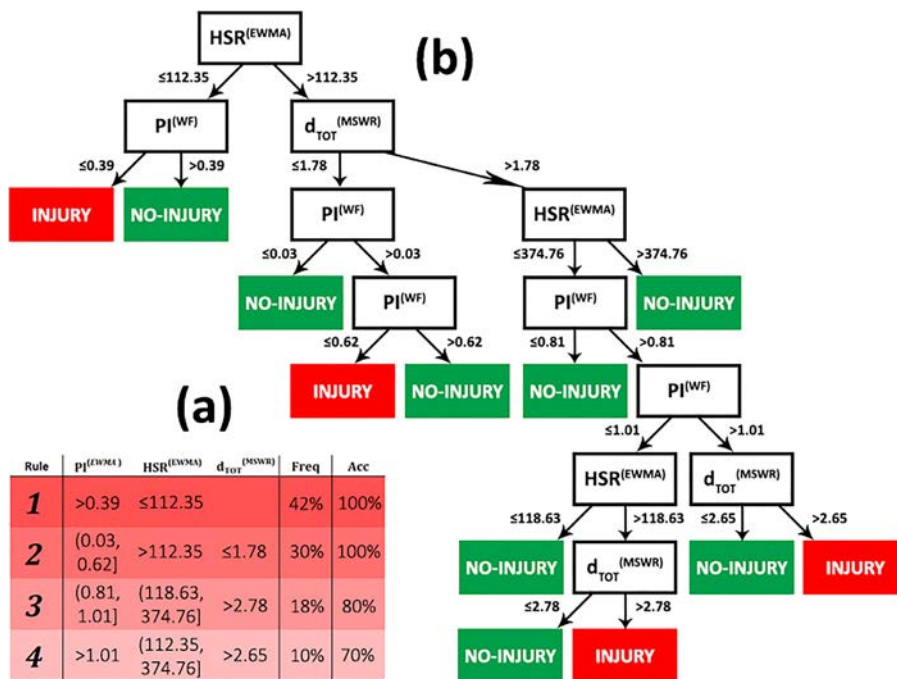 HSR(EWMA)
(b)
≤112.35 >112.35
PI(WF) dTOT(MSWR)
≤0.39 >0.39 ≤1.78 >1.78
INJURY NO-INJURY PI(WF) HSR(EWMA)
≤0.03 >0.03 ≤374.76 >374.76
NO-INJURY PI(WF) PI(WF) NO-INJURY
≤0.62 >0.62 ≤0.81 >0.81
INJURY NO-INJURY NO-INJURY PI(WF)
(a)
≤1.01 >1.01
HSR(EWMA) dTOT(MSWR)
≤118.63 >118.63 ≤2.65 >2.65
NO-INJURY dTOT(MSWR) NO-INJURY INJURY
≤2.78 >2.78
NO-INJURY INJURY
Rule PI(EWMA) HSR(EWMA) dTOT(MSWR) Freq Acc
1 >0.39 ≤112.35 42% 100%
2 (0.03, 0.62] >112.35 ≤1.78 30% 100%
3 (0.81, 1.01] (118.63, 374.76] >2.78 18% 80%
4 >1.01 (112.35, 374.76] >2.65 10% 70%